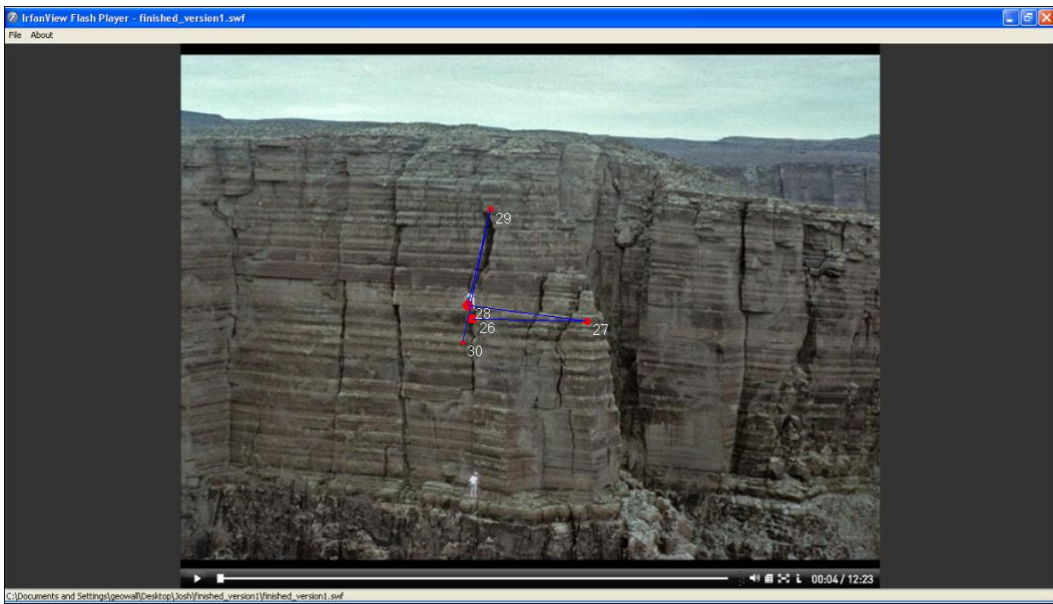 IrfanView Flash Player - finished_version1.swf
File About
29
28
26
27
30
00:04 / 12:23
C:\Documents and Settings\geowall\Desktop\Josh\finished_version1\finished_version1.swf